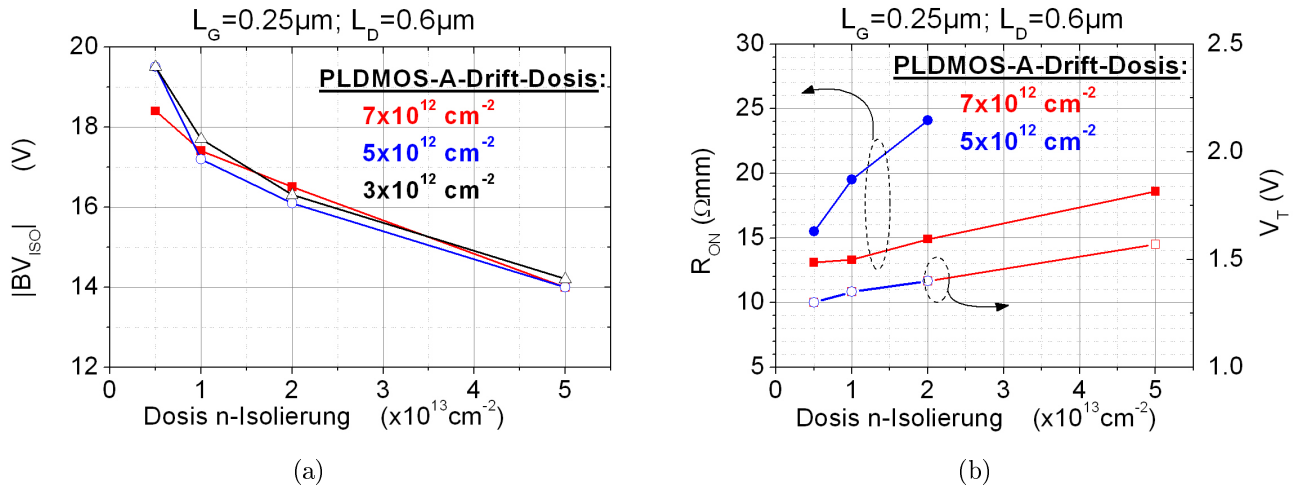 L_G=0.25µm; L_D=0.6µm
20
18
16
14
12
|BV_ISO| (V)
PLDMOS-A-Drift-Dosis:
7x10^12 cm^-2
5x10^12 cm^-2
3x10^12 cm^-2
0 1 2 3 4 5
Dosis n-Isolierung (x10^13cm^-2)
(a)
L_G=0.25µm; L_D=0.6µm
30
25
20
15
10
5
R_ON (Ωmm)
PLDMOS-A-Drift-Dosis:
7x10^12 cm^-2
5x10^12 cm^-2
2.5
2.0
1.5
1.0
V_T (V)
0 1 2 3 4 5
Dosis n-Isolierung (x10^13cm^-2)
(b)